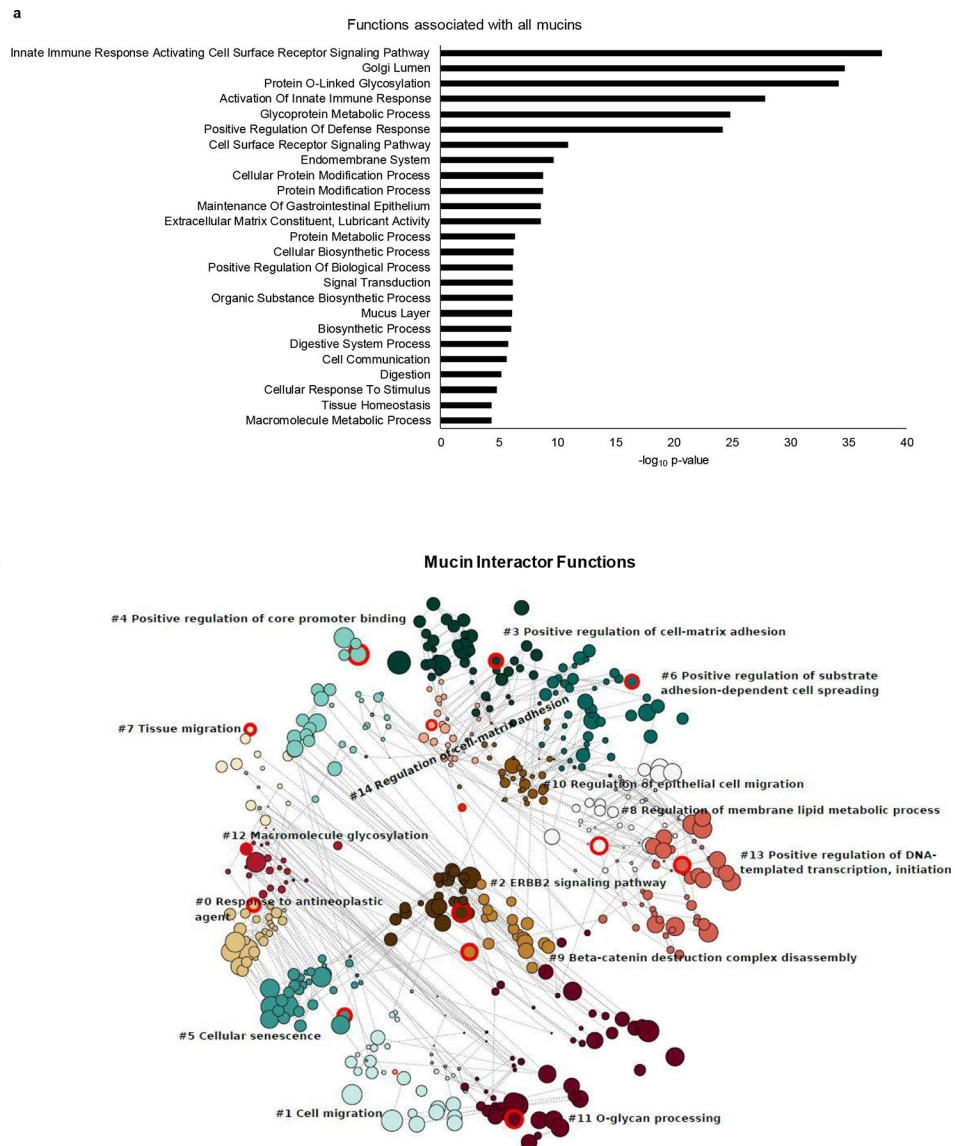 a
Functions associated with all mucins
Innate Immune Response Activating Cell Surface Receptor Signaling Pathway
Golgi Lumen
Protein O-Linked Glycosylation
Activation Of Innate Immune Response
Glycoprotein Metabolic Process
Positive Regulation Of Defense Response
Cell Surface Receptor Signaling Pathway
Endomembrane System
Cellular Protein Modification Process
Protein Modification Process
Maintenance Of Gastrointestinal Epithelium
Extracellular Matrix Constituent, Lubricant Activity
Protein Metabolic Process
Cellular Biosynthetic Process
Positive Regulation Of Biological Process
Signal Transduction
Organic Substance Biosynthetic Process
Mucus Layer
Biosynthetic Process
Digestive System Process
Cell Communication
Digestion
Cellular Response To Stimulus
Tissue Homeostasis
Macromolecule Metabolic Process
0 5 10 15 20 25 30 35 40
-log₁₀ p-value
Mucin Interactor Functions
#4 Positive regulation of core promoter binding
#3 Positive regulation of cell-matrix adhesion
#6 Positive regulation of substrate
adhesion-dependent cell spreading
#7 Tissue migration
#14 Regulation of cell-matrix adhesion
#10 Regulation of epithelial cell migration
#8 Regulation of membrane lipid metabolic process
#12 Macromolecule glycosylation
#13 Positive regulation of DNA-
templated transcription, initiation
#2 ERBB2 signaling pathway
#0 Response to antineoplastic
agent
#9 Beta-catenin destruction complex disassembly
#5 Cellular senescence
#1 Cell migration
#11 O-glycan processing